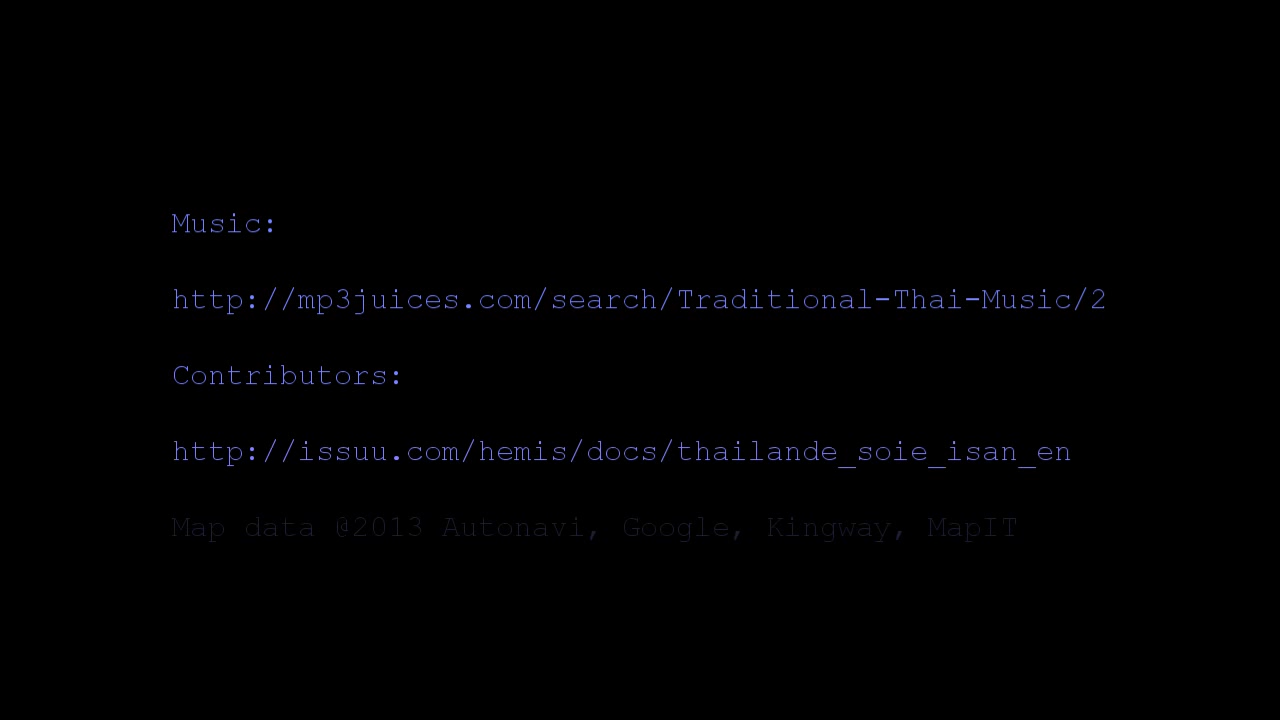 Music:
http://mp3juices.com/search/Traditional-Thai-Music/2
Contributors:
http://issuu.com/hemis/docs/thailande_soie_isan_en
Map data @2013 Autonavi, Google, Kingway, MapIT